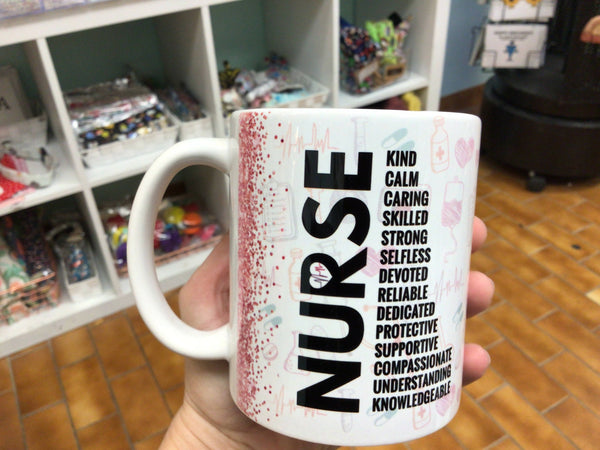 NURSE
KIND
CALM
CARING
SKILLED
STRONG
SELFLESS
DEVOTED
RELIABLE
DEDICATED
PROTECTIVE
SUPPORTIVE
COMPASSIONATE
UNDERSTANDING
KNOWLEDGEABLE